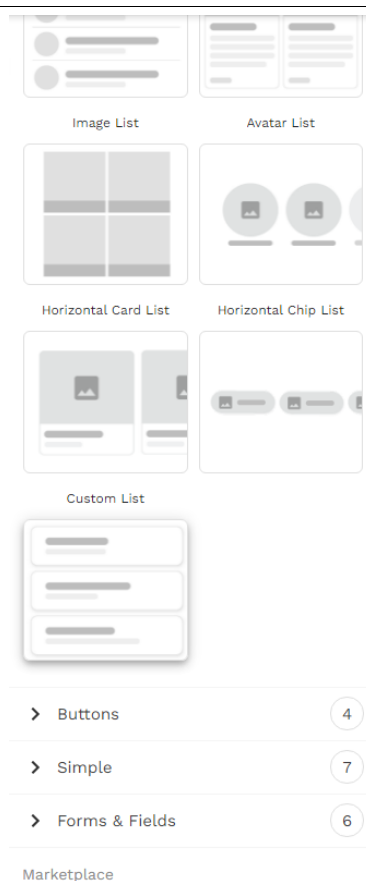 Image List
Avatar List
Horizontal Card List
Horizontal Chip List
Custom List
Buttons
4
Simple
7
Forms & Fields
6
Marketplace